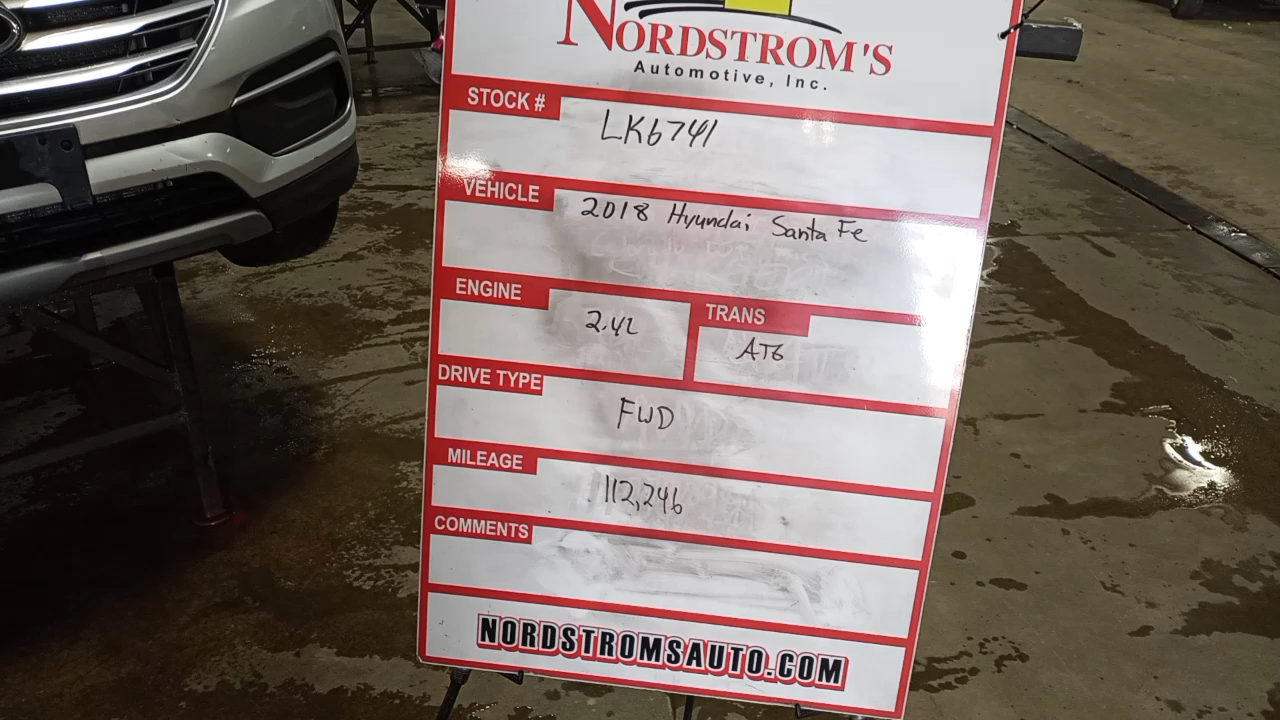 NORDSTROM'S
Automotive, Inc.
STOCK #
LK6741
VEHICLE
2018 Hyundai Santa Fe
ENGINE
2.4L
TRANS
AT6
DRIVE TYPE
FWD
MILEAGE
112,246
COMMENTS
NORDSTROMSAUTO.COM